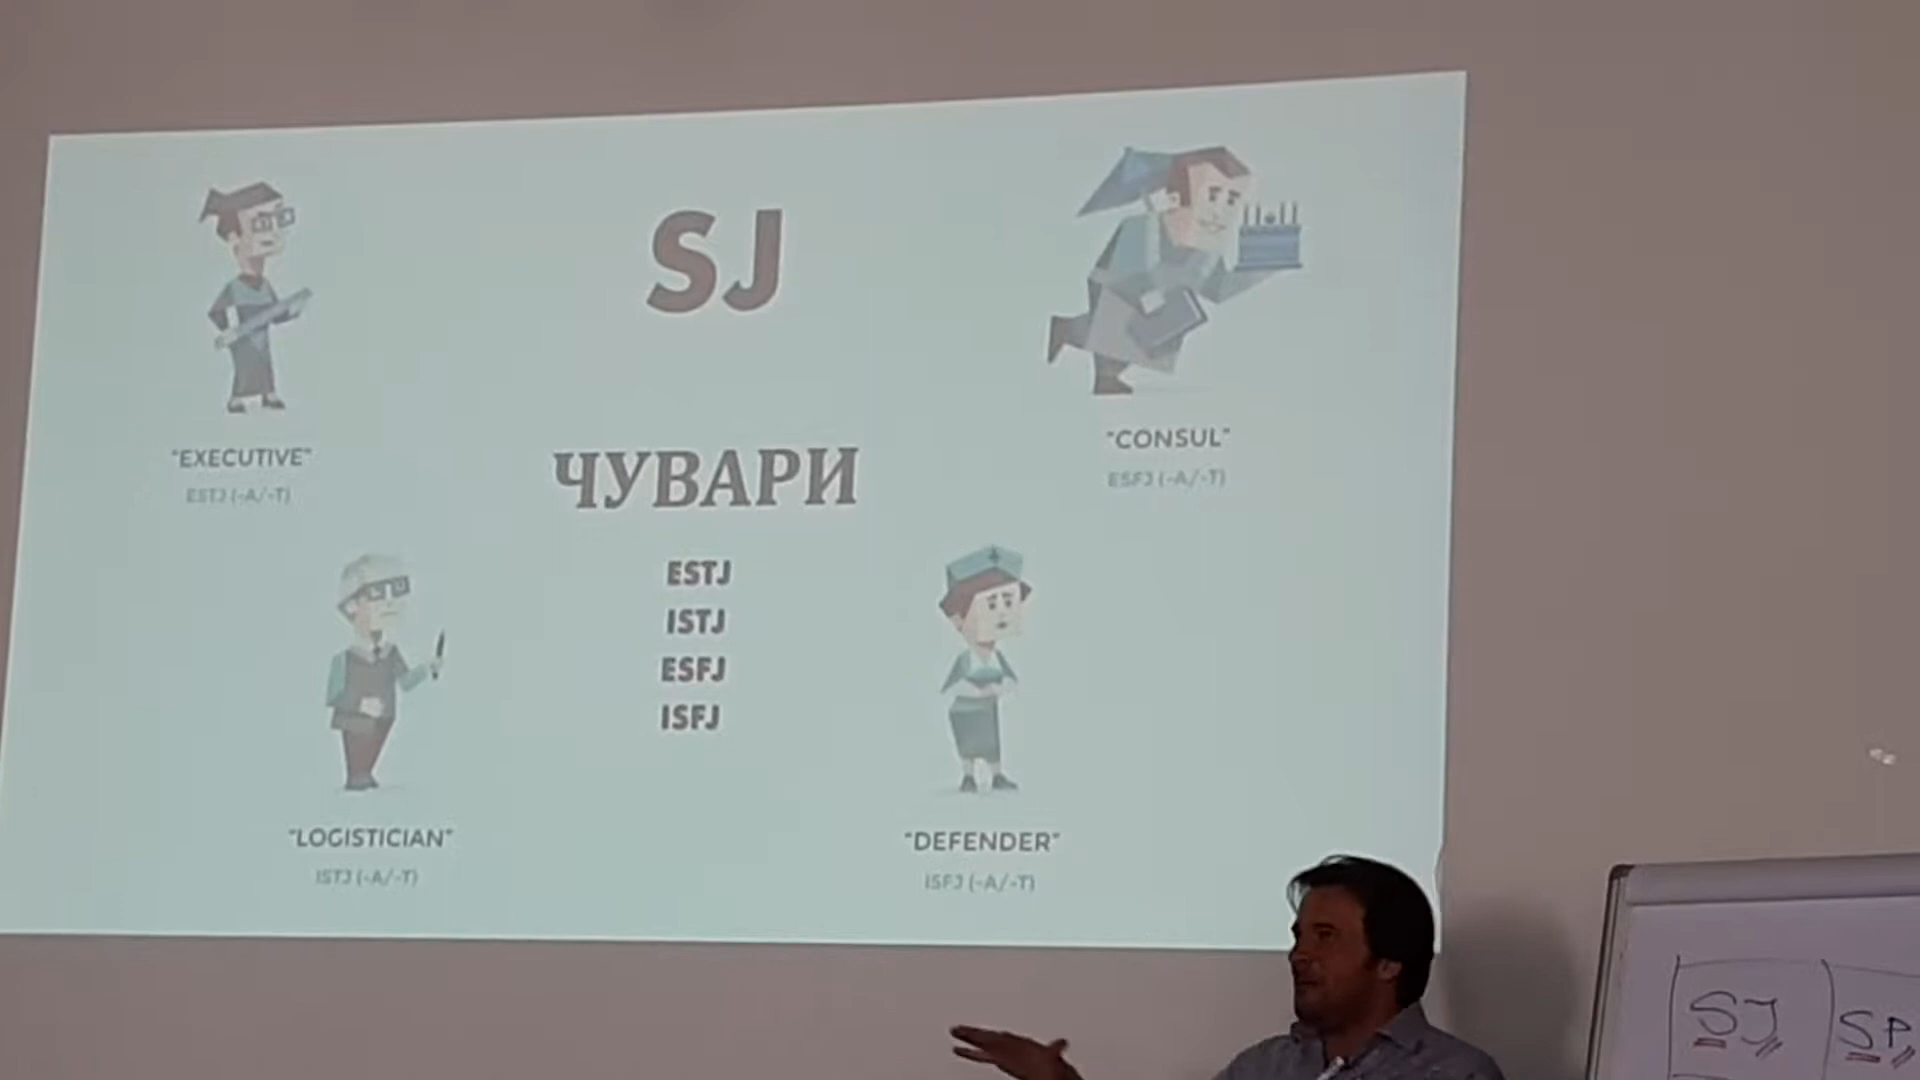 SJ
"EXECUTIVE"
ESTJ (-A/-T)
"CONSUL"
ESFJ (-A/-T)
ЧУВАРИ
ESTJ
ISTJ
ESFJ
ISFJ
"LOGISTICIAN"
ISTJ (-A/-T)
"DEFENDER"
ISFJ (-A/-T)
SJ
SP